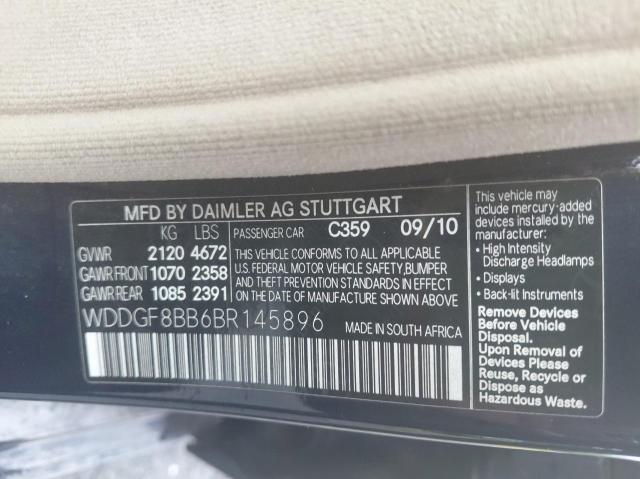 MFD BY DAIMLER AG STUTTGART
KG LBS PASSENGER CAR C359 09/10
GVWR 2120 4672
GAWR FRONT 1070 2358
GAWR REAR 1085 2391
THIS VEHICLE CONFORMS TO ALL APPLICABLE
U.S. FEDERAL MOTOR VEHICLE SAFETY, BUMPER
AND THEFT PREVENTION STANDARDS IN EFFECT
ON THE DATE OF MANUFACTURE SHOWN ABOVE.
WDDGF8BB6BR145896 MADE IN SOUTH AFRICA
This vehicle may
include mercury-added
devices installed by the
manufacturer:
• High Intensity
Discharge Headlamps
• Displays
• Back-lit Instruments
Remove Devices
Before Vehicle
Disposal.
Upon Removal of
Devices Please
Reuse, Recycle or
Dispose as
Hazardous Waste.